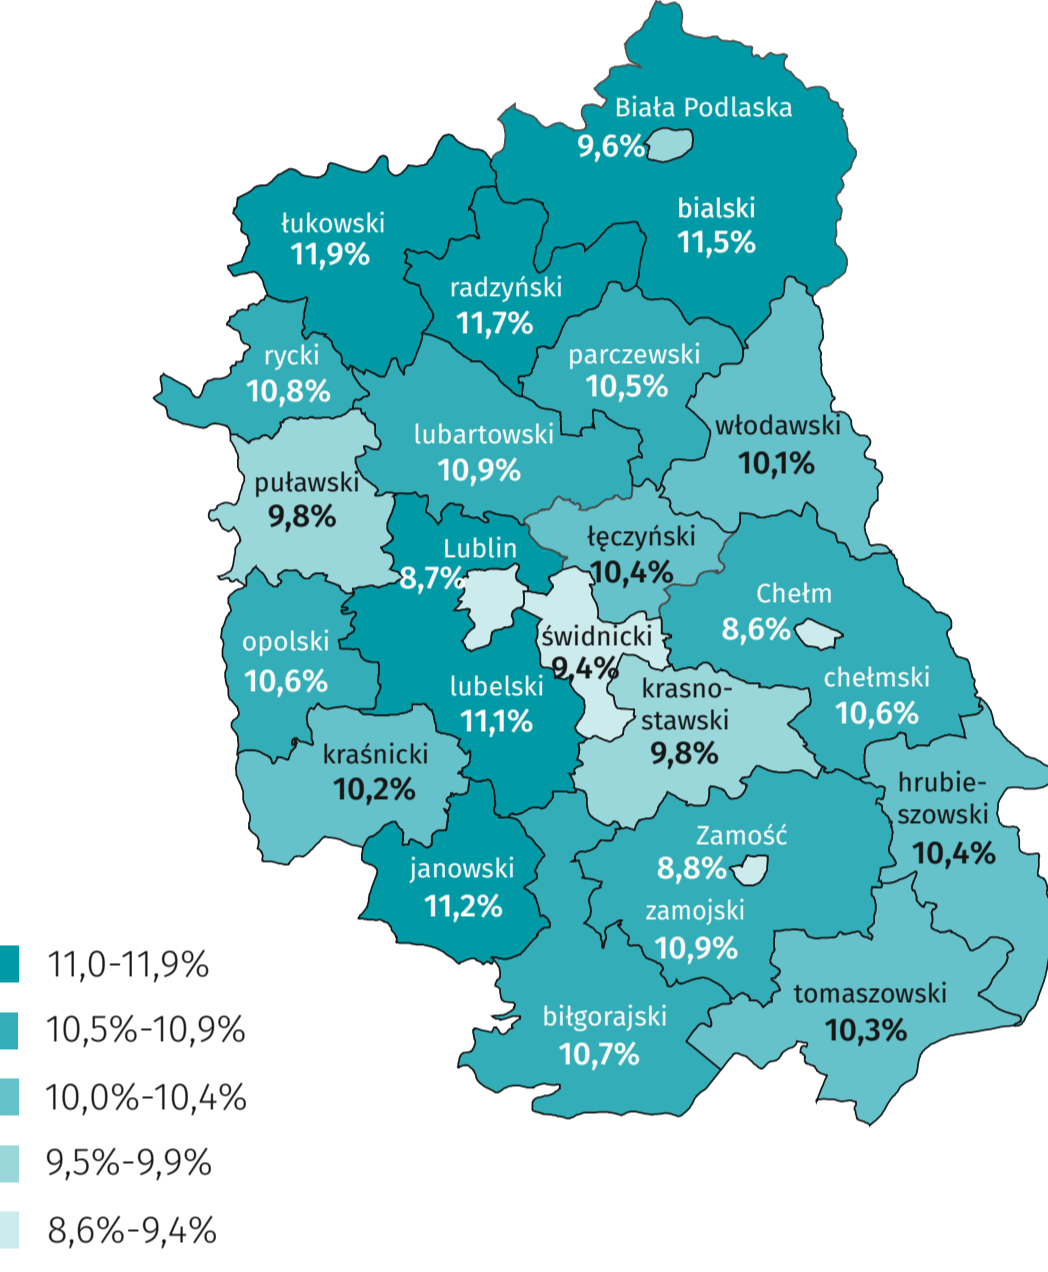 Biała Podlaska
9,6%
bialski
11,5%
łukowski
11,9%
radzyński
11,7%
rycki
10,8%
parczewski
10,5%
włodawski
10,1%
lubartowski
10,9%
puławski
9,8%
Lublin
8,7%
łęczyński
10,4%
Chełm
8,6%
świdnicki
9,4%
opolski
10,6%
lubelski
11,1%
krasno-
stawski
9,8%
chełmski
10,6%
kraśnicki
10,2%
hrubie-
szowski
10,4%
Zamość
8,8%
zamojski
10,9%
janowski
11,2%
biłgorajski
10,7%
tomaszowski
10,3%
11,0-11,9%
10,5%-10,9%
10,0%-10,4%
9,5%-9,9%
8,6%-9,4%